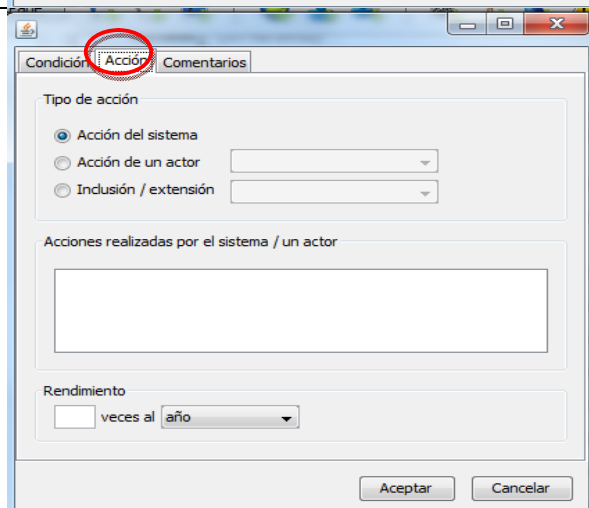 Condición Acción Comentarios
Tipo de acción
Acción del sistema
Acción de un actor
Inclusión / extensión
Acciones realizadas por el sistema / un actor
Rendimiento
veces al año
Aceptar Cancelar